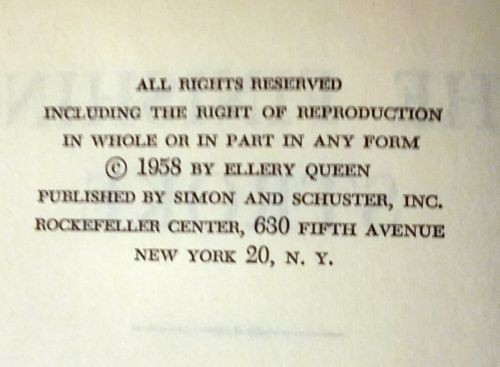 ALL RIGHTS RESERVED
INCLUDING THE RIGHT OF REPRODUCTION
IN WHOLE OR IN PART IN ANY FORM
© 1958 BY ELLERY QUEEN
PUBLISHED BY SIMON AND SCHUSTER, INC.
ROCKEFELLER CENTER, 630 FIFTH AVENUE
NEW YORK 20, N. Y.